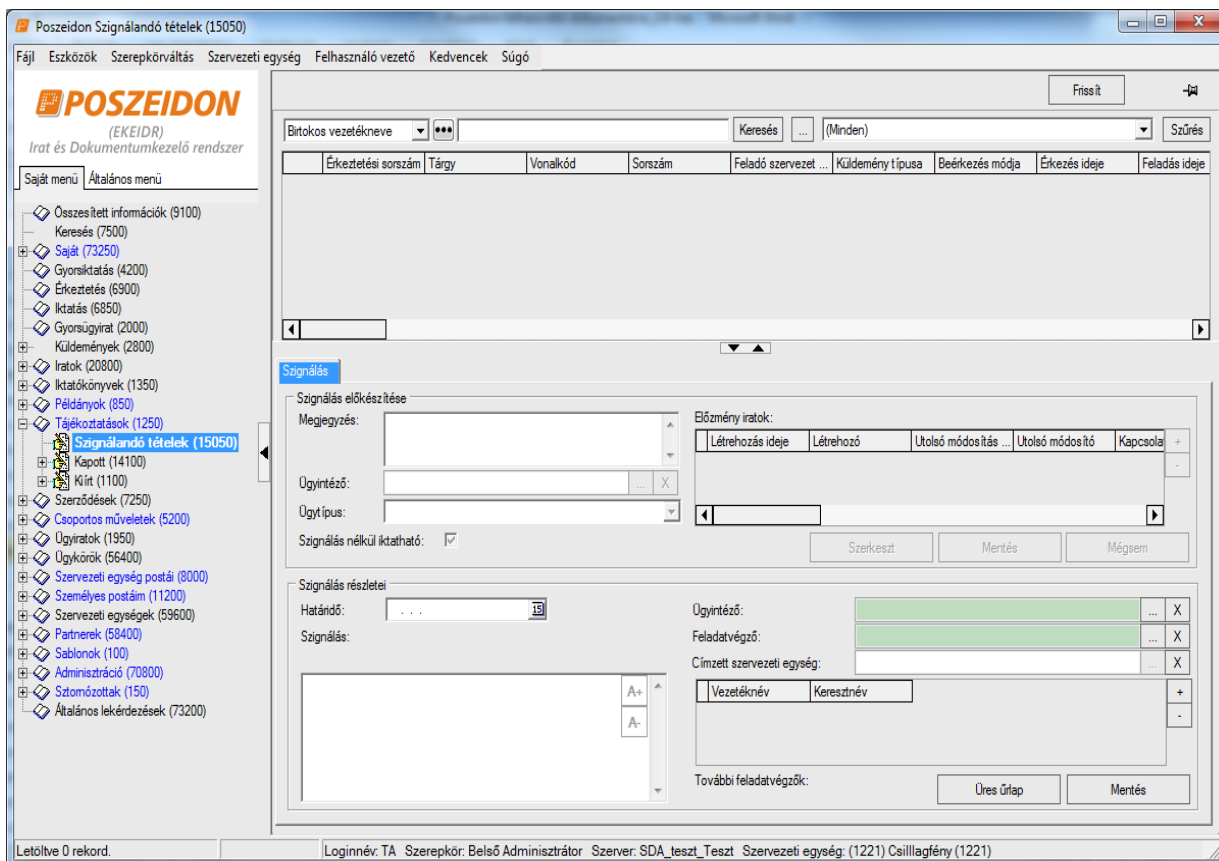 Poszeidon Szignálandó tételek (15050)
Fájl Eszközök Szerepkörváltás Szervezeti egység Felhasználó vezető Kedvencek Súgó
POSZEIDON
(EKEIDR)
Irat és Dokumentumkezelő rendszer
Saját menü Általános menü
Összesített információk (9100)
Keresés (7500)
Saját (73250)
Gyorsiktatás (4200)
Érkeztetés (6900)
Iktatás (6850)
Gyorsügyirat (2000)
Küldemények (2800)
Iratok (20800)
Iktatókönyvek (1350)
Példányok (850)
Tájékoztatások (1250)
Szignálandó tételek (15050)
Kapott (14100)
Kiírt (1100)
Szerződések (7250)
Csoportos műveletek (5200)
Ügyiratok (1950)
Ügykörök (56400)
Szervezeti egység postái (8000)
Személyes postáim (11200)
Szervezeti egységek (59600)
Partnerek (58400)
Sablonok (100)
Adminisztráció (70800)
Sztornózottak (150)
Általános lekérdezések (73200)
Frissít
Birtokos vezetékneve ... Keresés ... (Minden) Szűrés
Érkeztetési sorszám Tárgy Vonalkód Sorszám Feladó szervezet ... Küldemény típusa Beérkezés módja Érkezés ideje Feladás ideje
Szignálás
Szignálás előkészítése
Megjegyzés:
Ügyintéző: ... X
Ügytípus:
Szignálás nélkül iktatható:
Előzmény iratok:
Létrehozás ideje Létrehozó Utolsó módosítás ... Utolsó módosító Kapcsola +
-
Szerkeszt Mentés Mégsem
Szignálás részletei
Határidő: . . . 15
Szignálás:
A+
A-
Ügyintéző: ... X
Feladatvégző: ... X
Címzett szervezeti egység: ... X
Vezetéknév Keresztnév +
-
További feladatvégzők:
Üres űrlap Mentés
Letöltve 0 rekord. Loginnév: TA Szerepkör: Belső Adminisztrátor Szerver: SDA_teszt_Teszt Szervezeti egység: (1221) Csilllagfény (1221)